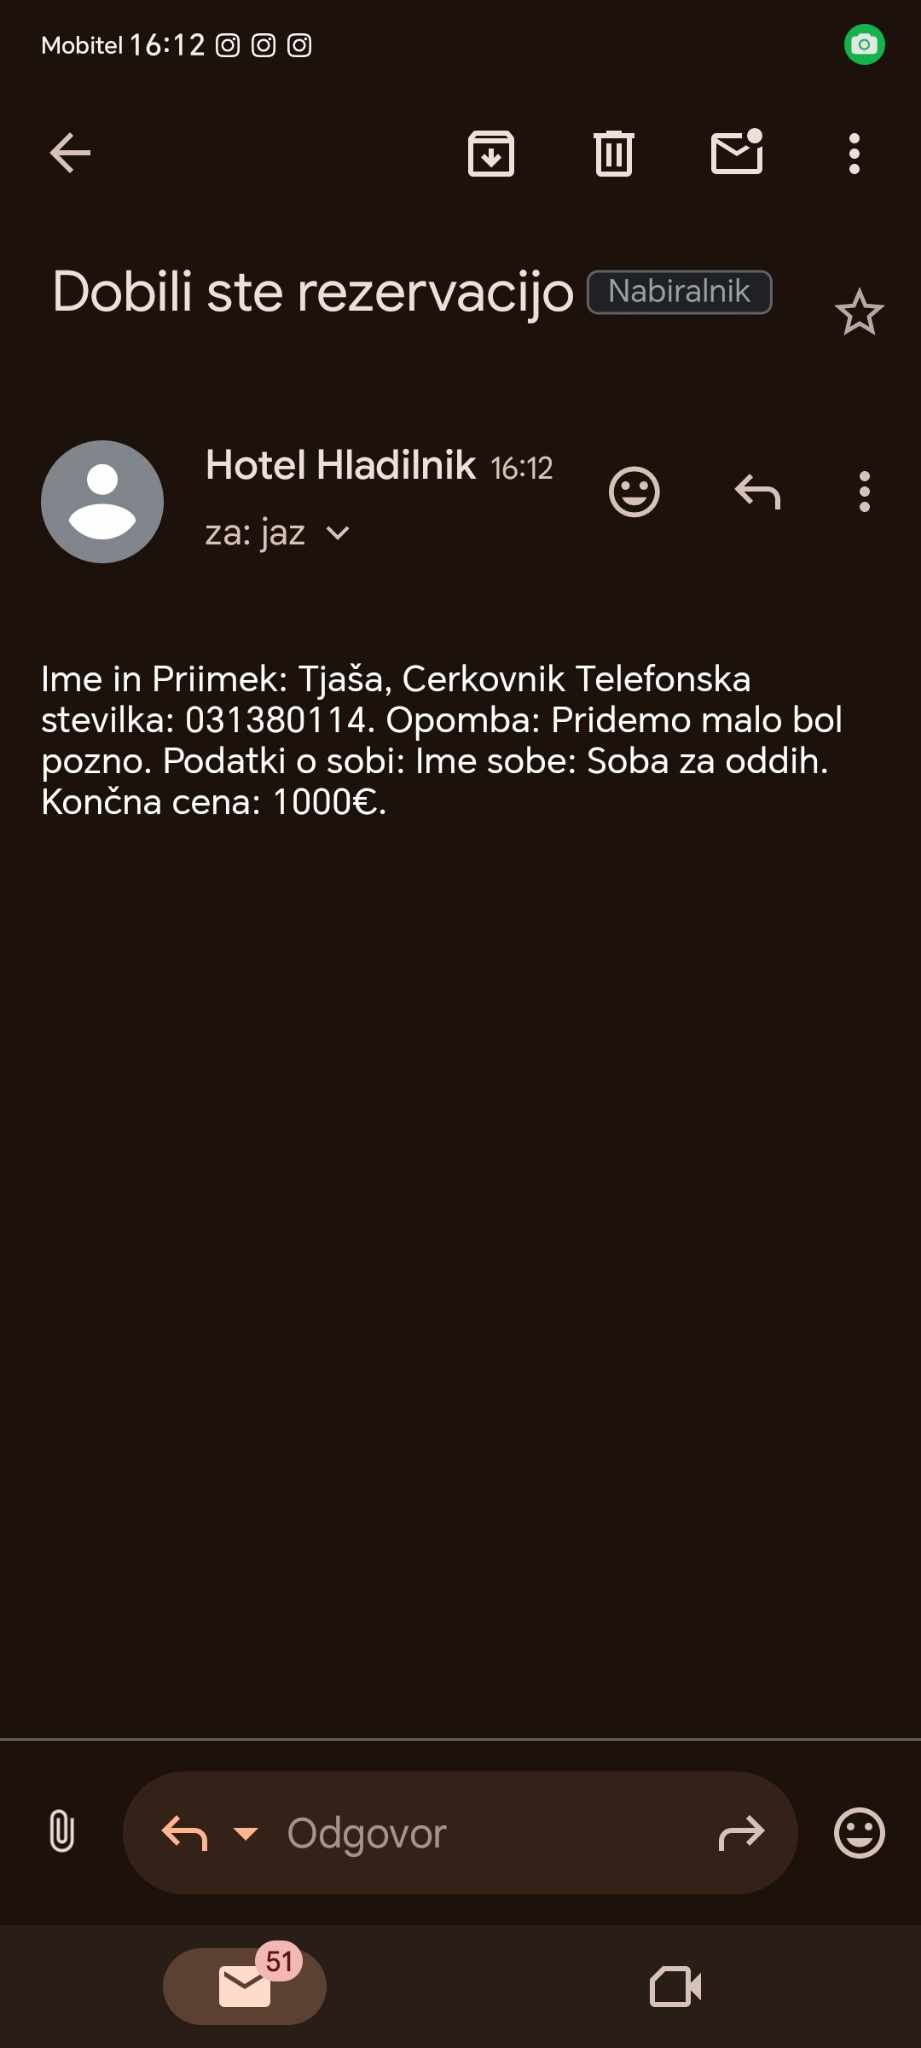 Mobitel 16:12
Dobili ste rezervacijo Nabiralnik
Hotel Hladilnik 16:12
za: jaz
Ime in Priimek: Tjaša, Cerkovnik Telefonska
stevilka: 031380114. Opomba: Pridemo malo bol
pozno. Podatki o sobi: Ime sobe: Soba za oddih.
Končna cena: 1000€.
Odgovor
51